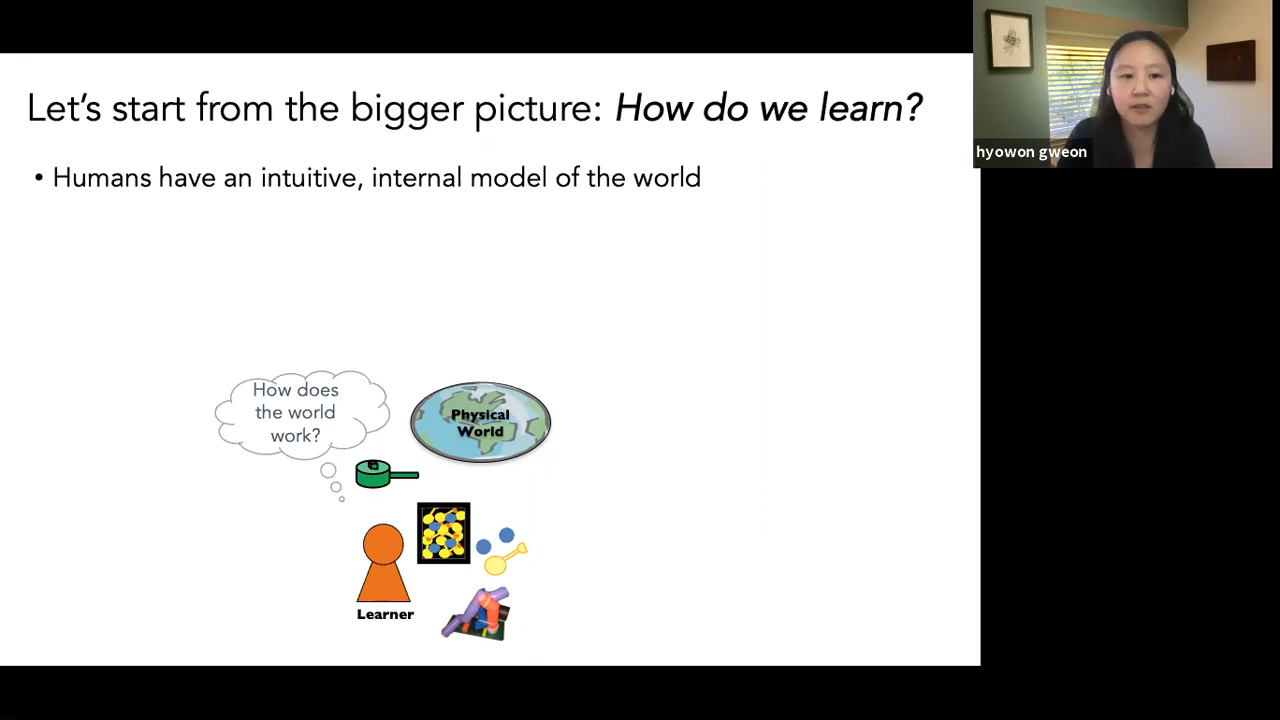 Let's start from the bigger picture: How do we learn?
• Humans have an intuitive, internal model of the world
How does
the world
work?
Physical
World
Learner
hyowon gweon